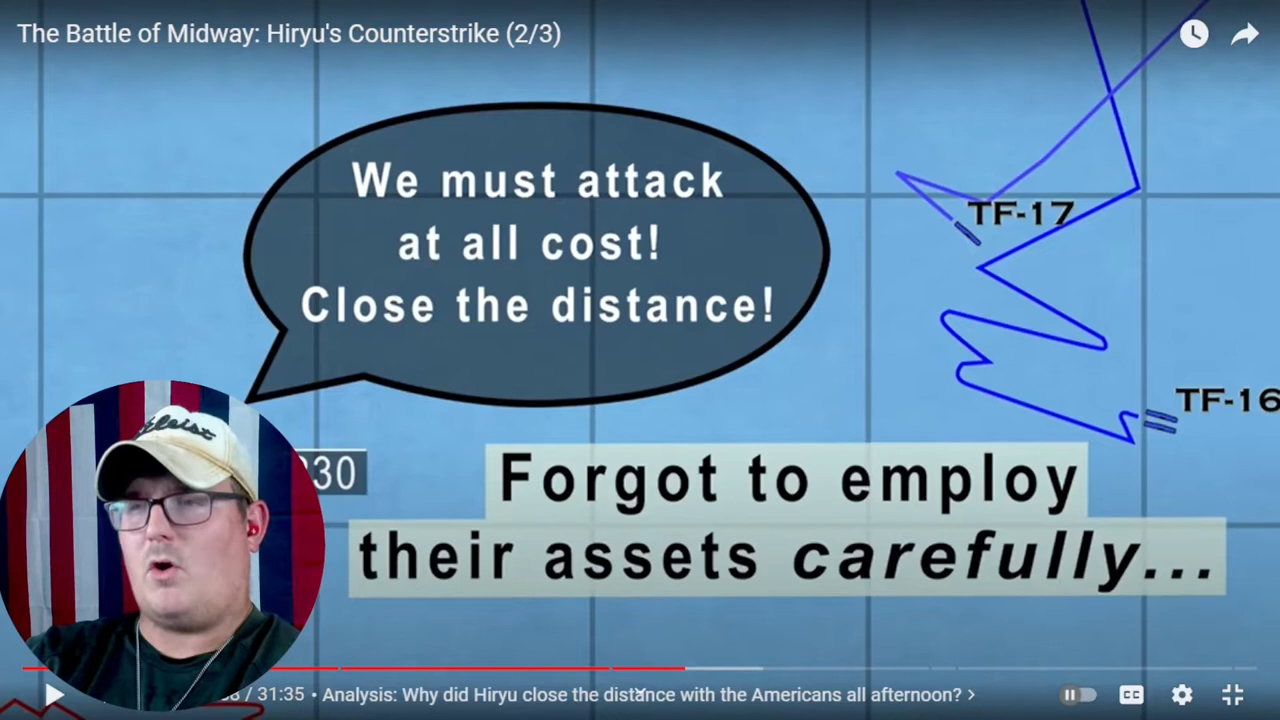 The Battle of Midway: Hiryu's Counterstrike (2/3)
We must attack
at all cost!
Close the distance!
TF-17
TF-16
30
Forgot to employ
their assets carefully...
/ 31:35 • Analysis: Why did Hiryu close the distance with the Americans all afternoon? >
CC